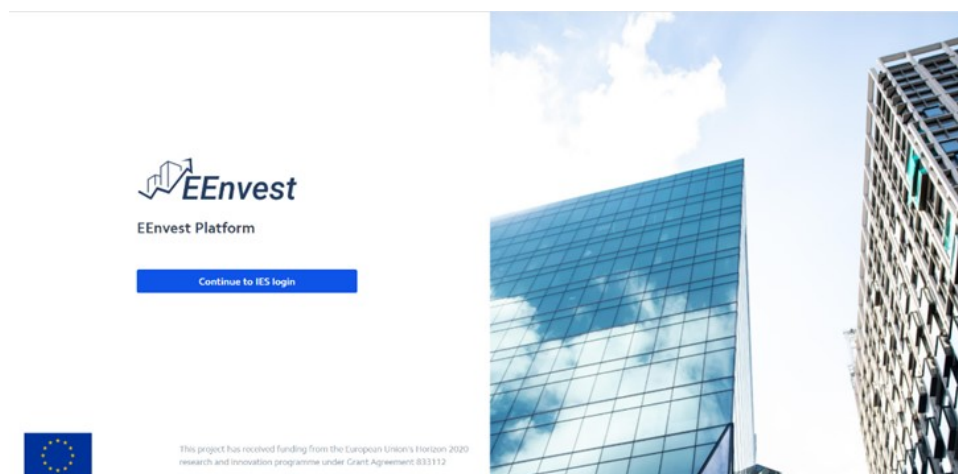 EEnvest
EEnvest Platform
Continue to IES login
This project has received funding from the European Union's Horizon 2020
research and innovation programme under Grant Agreement 833112